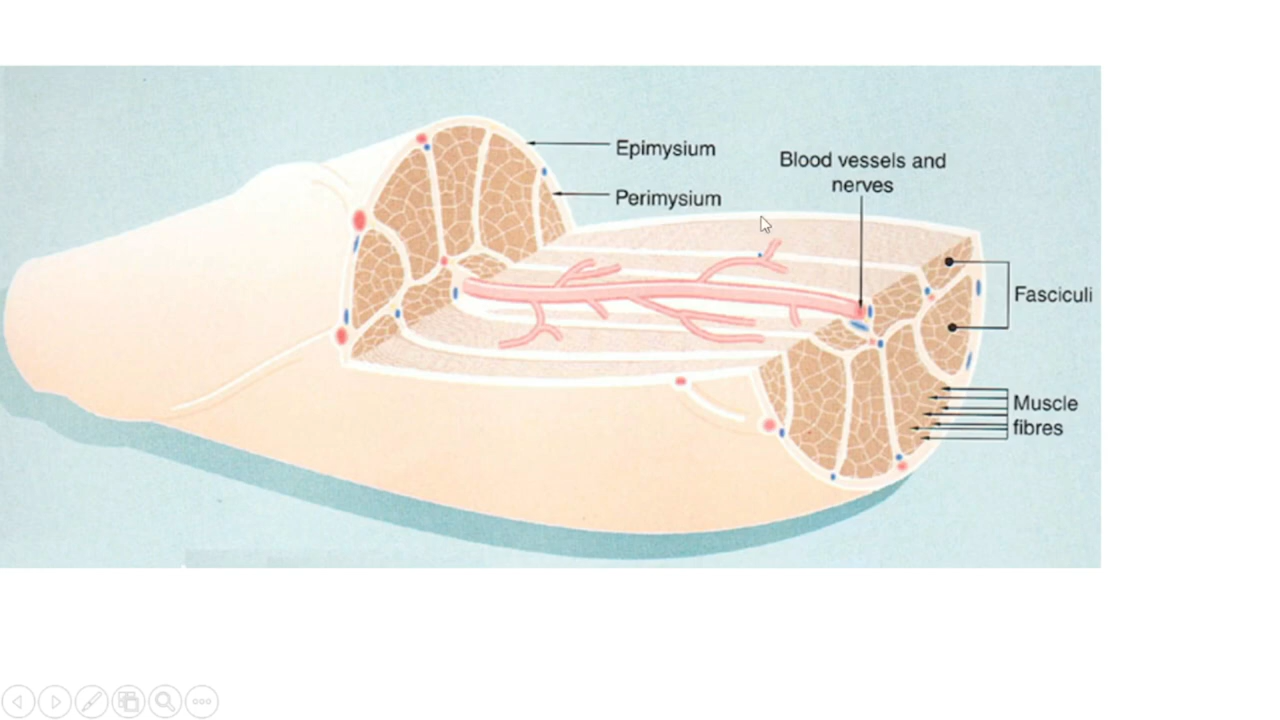 Epimysium
Perimysium
Blood vessels and
nerves
Fasciculi
Muscle
fibres